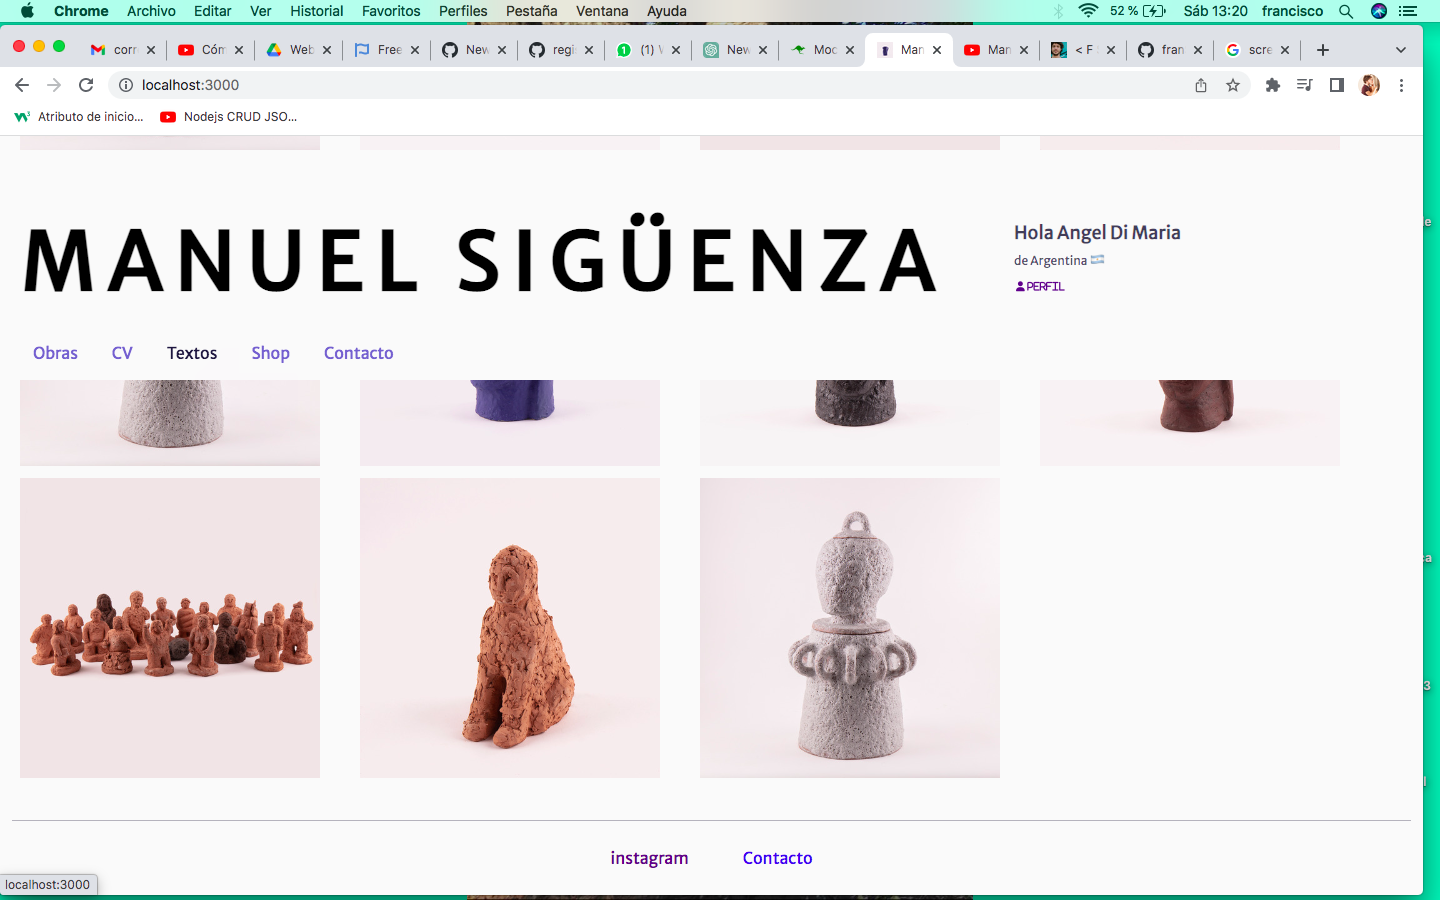 Chrome Archivo Editar Ver Historial Favoritos Perfiles Pestaña Ventana Ayuda 52 % Sáb 13:20 francisco
corr Cóm Web Free New regi (1) New Moc Man Man < F fran scre
localhost:3000
Atributo de inicio... Nodejs CRUD JSO...
MANUEL SIGÜENZA
Hola Angel Di Maria
de Argentina 🇦🇷
PERFIL
Obras CV Textos Shop Contacto
instagram Contacto
localhost:3000